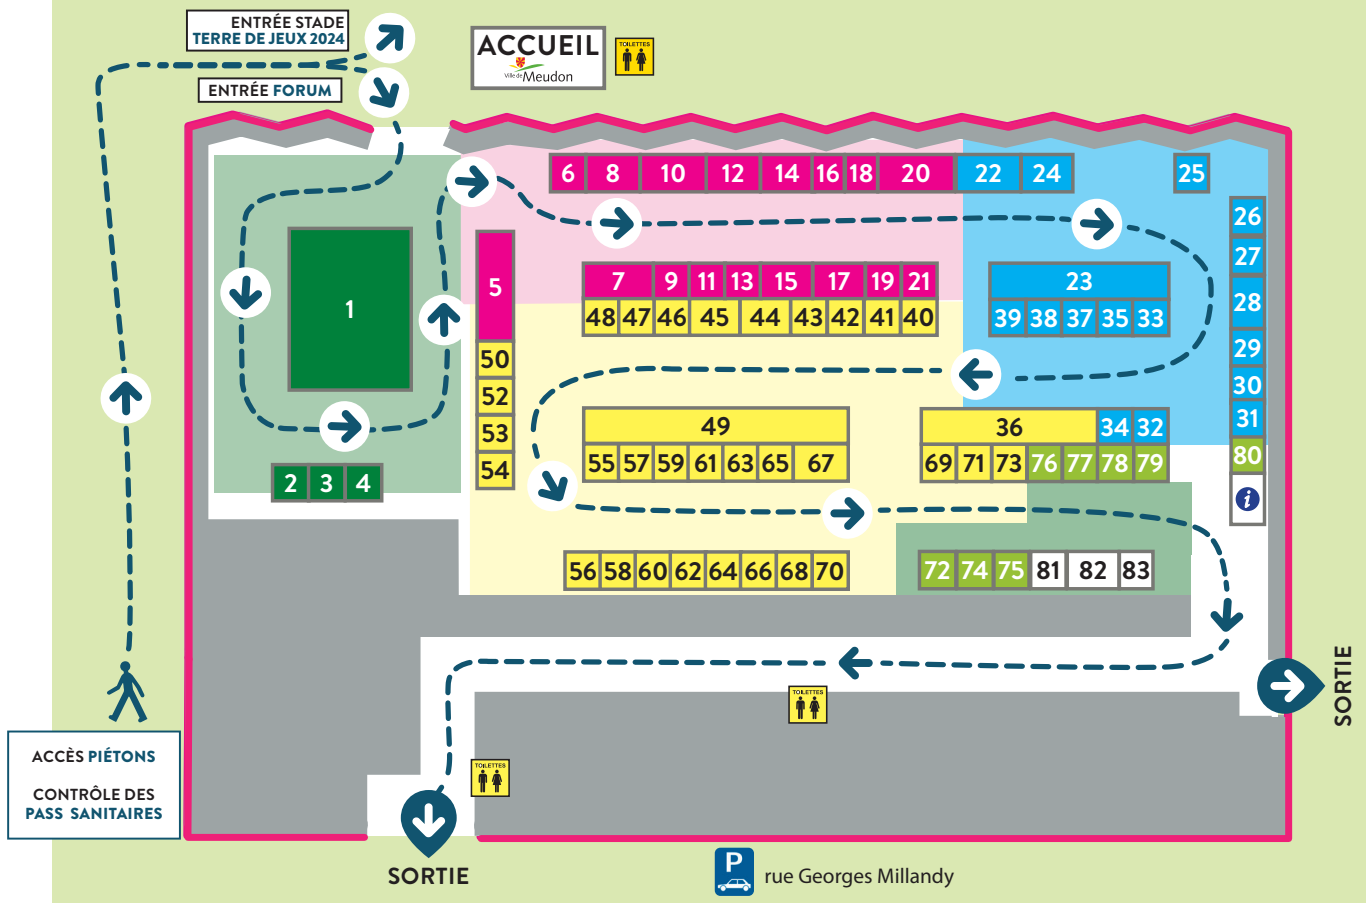 ENTRÉE STADE
TERRE DE JEUX 2024
ENTRÉE FORUM
ACCUEIL
Ville de Meudon
TOILETTES
6 8 10 12 14 16 18 20 22 24 25
26
27
28
29
30
31
80
i
5
7 9 11 13 15 17 19 21
48 47 46 45 44 43 42 41 40
23
39 38 37 35 33
1
50
52
53
54
2 3 4
49
55 57 59 61 63 65 67
36 34 32
69 71 73 76 77 78 79
56 58 60 62 64 66 68 70
72 74 75 81 82 83
TOILETTES
TOILETTES
SORTIE
ACCÈS PIÉTONS
CONTRÔLE DES
PASS SANITAIRES
SORTIE
P
rue Georges Millandy